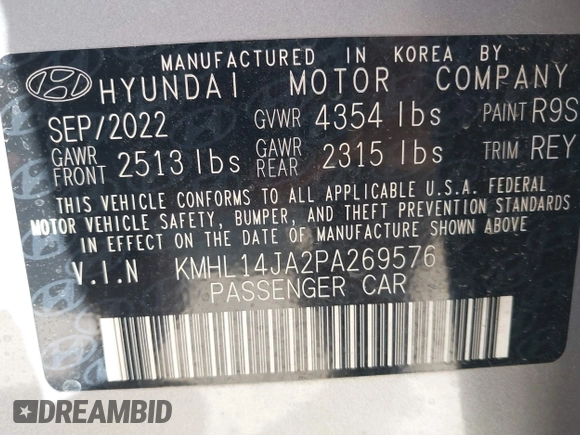 MANUFACTURED IN KOREA BY
HYUNDAI MOTOR COMPANY
SEP/2022 GVWR 4354 lbs PAINT R9S
GAWR FRONT 2513 lbs GAWR REAR 2315 lbs TRIM REY
THIS VEHICLE CONFORMS TO ALL APPLICABLE U.S.A. FEDERAL
MOTOR VEHICLE SAFETY, BUMPER, AND THEFT PREVENTION STANDARDS
IN EFFECT ON THE DATE OF MANUFACTURE SHOWN ABOVE.
V.I.N KMHL14JA2PA269576
PASSENGER CAR
DREAMBID